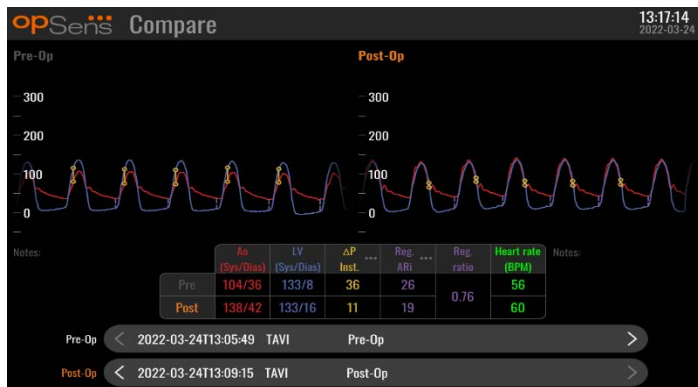 opSens Compare
13:17:14
2022-03-24
Pre-Op
Post-Op
300
200
100
0
300
200
100
0
Notes:
Ao (Sys/Dias) LV (Sys/Dias) ΔP Inst. ... Reg. ARi ... Reg. ratio Heart rate (BPM)
Notes:
Pre 104/36 133/8 36 26 0.76 56
Post 138/42 133/16 11 19 60
Pre-Op < 2022-03-24T13:05:49 TAVI Pre-Op >
Post-Op < 2022-03-24T13:09:15 TAVI Post-Op >